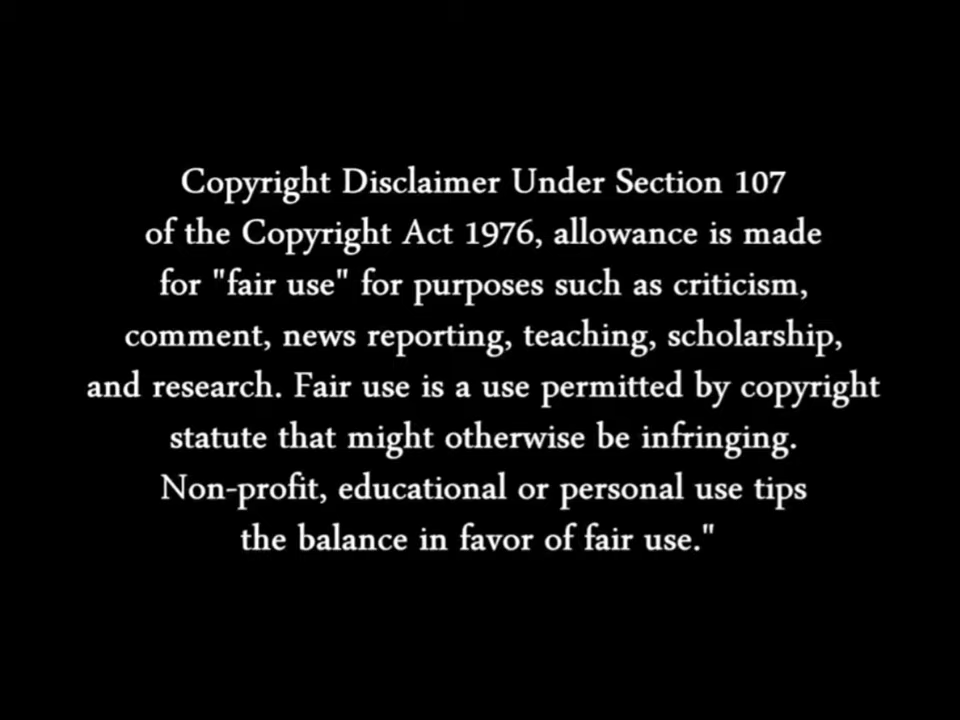 Copyright Disclaimer Under Section 107
of the Copyright Act 1976, allowance is made
for "fair use" for purposes such as criticism,
comment, news reporting, teaching, scholarship,
and research. Fair use is a use permitted by copyright
statute that might otherwise be infringing.
Non-profit, educational or personal use tips
the balance in favor of fair use."